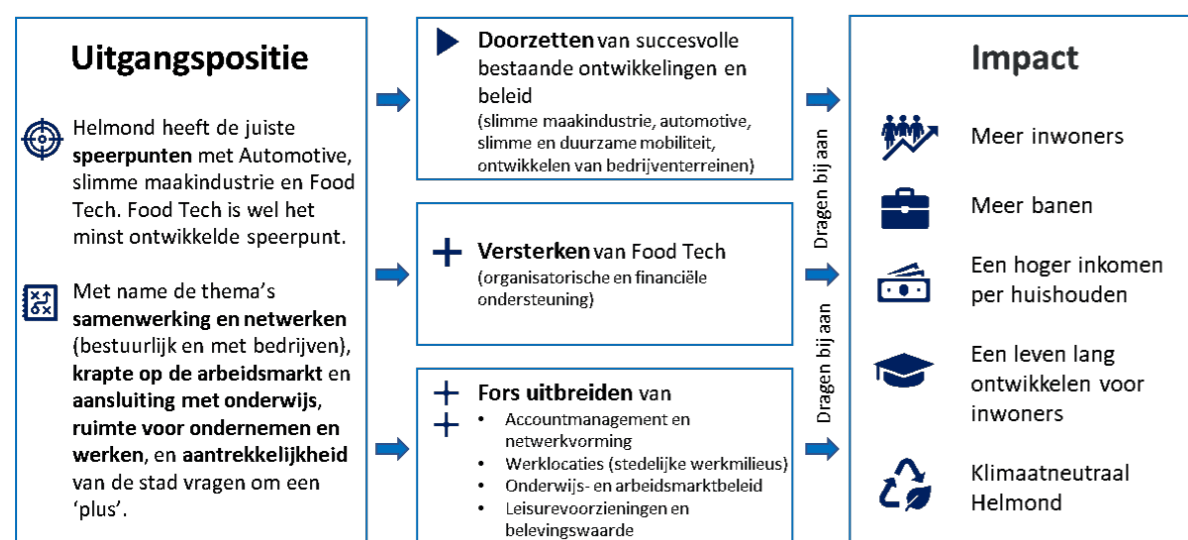 Uitgangspositie
Helmond heeft de juiste
speerpunten met Automotive,
slimme maakindustrie en Food
Tech. Food Tech is wel het
minst ontwikkelde speerpunt.
Met name de thema's
samenwerking en netwerken
(bestuurlijk en met bedrijven),
krapte op de arbeidsmarkt en
aansluiting met onderwijs,
ruimte voor ondernemen en
werken, en aantrekkelijkheid
van de stad vragen om een
‘plus’.
Doorzetten van succesvolle
bestaande ontwikkelingen en
beleid
(slimme maakindustrie, automotive,
slimme en duurzame mobiliteit,
ontwikkelen van bedrijventerreinen)
Versterken van Food Tech
(organisatorische en financiële
ondersteuning)
Fors uitbreiden van
• Accountmanagement en
netwerkvorming
• Werklocaties (stedelijke werkmilieus)
• Onderwijs- en arbeidsmarktbeleid
• Leisurevoorzieningen en
belevingswaarde
Dragen bij aan
Dragen bij aan
Impact
Meer inwoners
Meer banen
Een hoger inkomen
per huishouden
Een leven lang
ontwikkelen voor
inwoners
Klimaatneutraal
Helmond